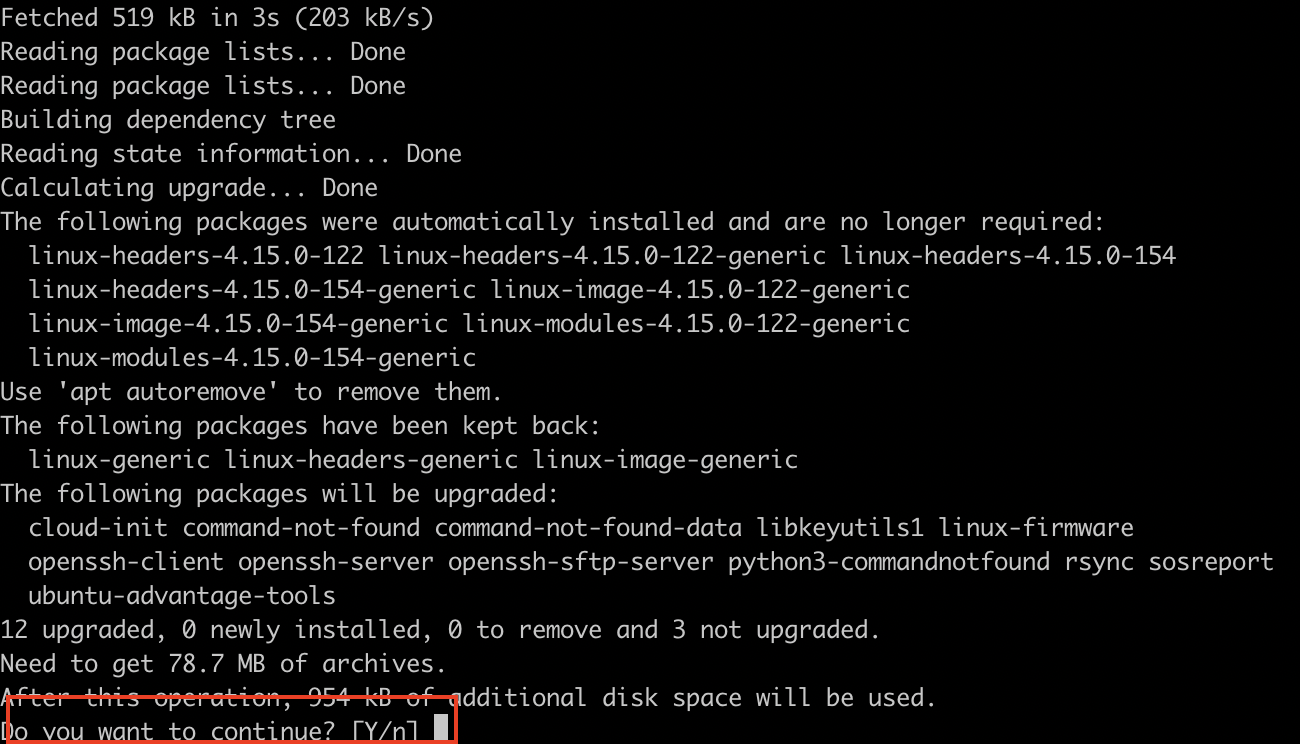 Fetched 519 kB in 3s (203 kB/s)
Reading package lists... Done
Reading package lists... Done
Building dependency tree
Reading state information... Done
Calculating upgrade... Done
The following packages were automatically installed and are no longer required:
linux-headers-4.15.0-122 linux-headers-4.15.0-122-generic linux-headers-4.15.0-154
linux-headers-4.15.0-154-generic linux-image-4.15.0-122-generic
linux-image-4.15.0-154-generic linux-modules-4.15.0-122-generic
linux-modules-4.15.0-154-generic
Use 'apt autoremove' to remove them.
The following packages have been kept back:
linux-generic linux-headers-generic linux-image-generic
The following packages will be upgraded:
cloud-init command-not-found command-not-found-data libkeyutils1 linux-firmware
openssh-client openssh-server openssh-sftp-server python3-commandnotfound rsync sosreport
ubuntu-advantage-tools
12 upgraded, 0 newly installed, 0 to remove and 3 not upgraded.
Need to get 78.7 MB of archives.
After this operation, 954 kB of additional disk space will be used.
Do you want to continue? [Y/n]